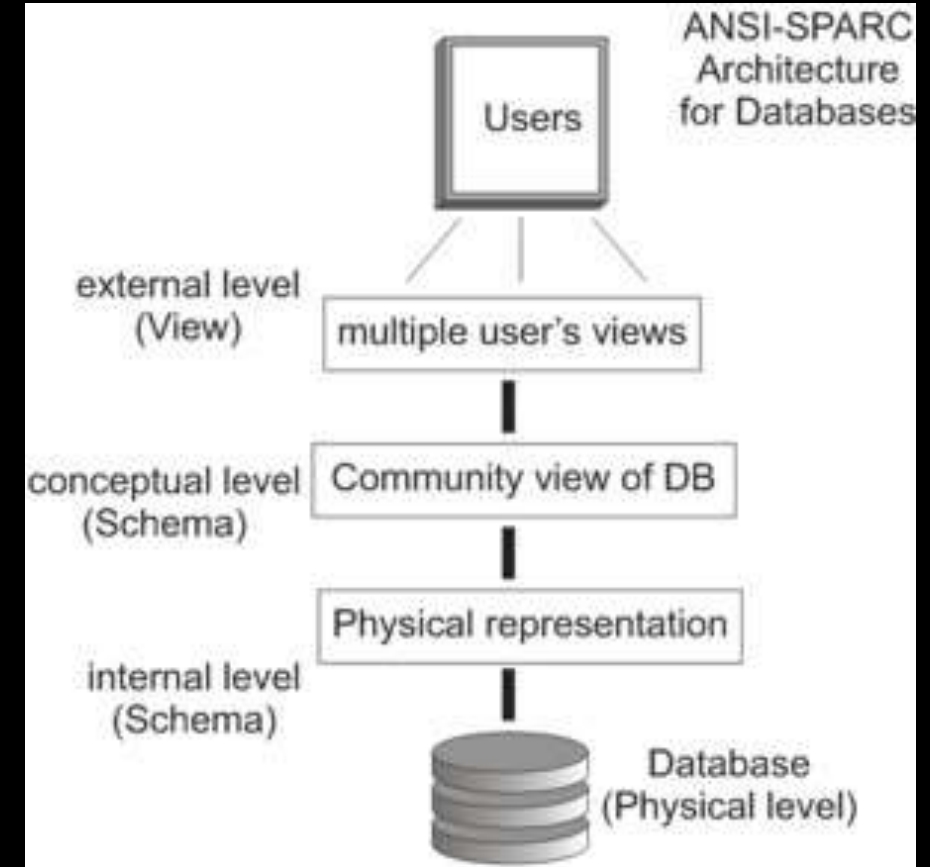 ANSI-SPARC
Architecture
for Databases
Users
external level
(View)
multiple user's views
conceptual level
(Schema)
Community view of DB
Physical representation
internal level
(Schema)
Database
(Physical level)